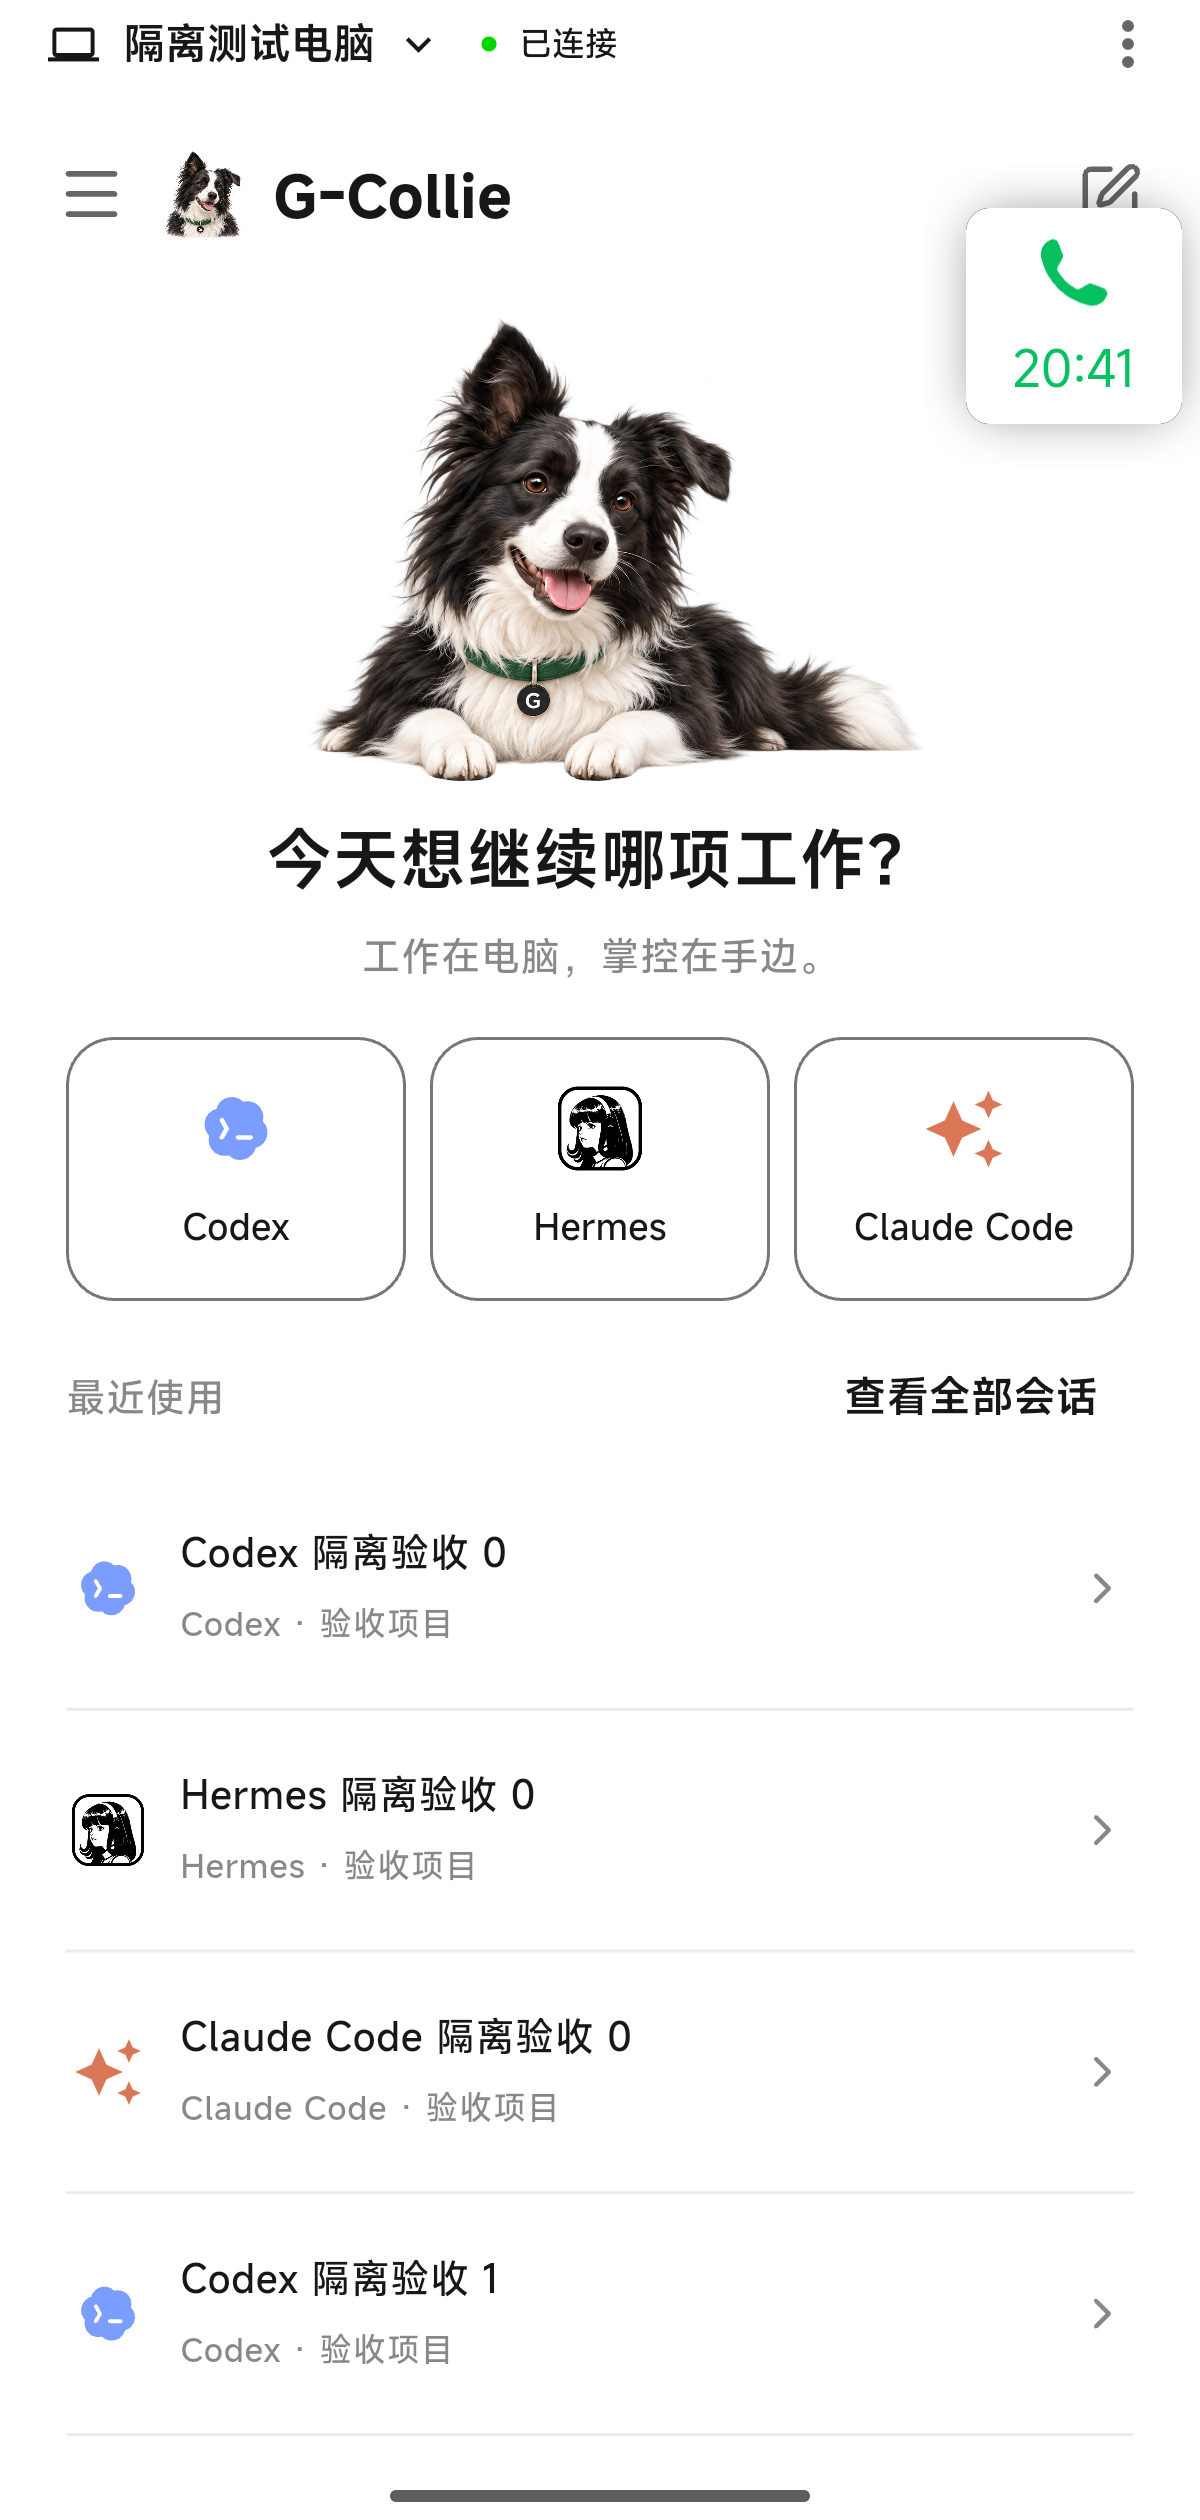 隔离测试电脑
已连接
G-Collie
20:41
G
今天想继续哪项工作?
工作在电脑，掌控在手边。
Codex
Hermes
Claude Code
最近使用
查看全部会话
Codex 隔离验收 0
Codex · 验收项目
Hermes 隔离验收 0
Hermes · 验收项目
Claude Code 隔离验收 0
Claude Code · 验收项目
Codex 隔离验收 1
Codex · 验收项目